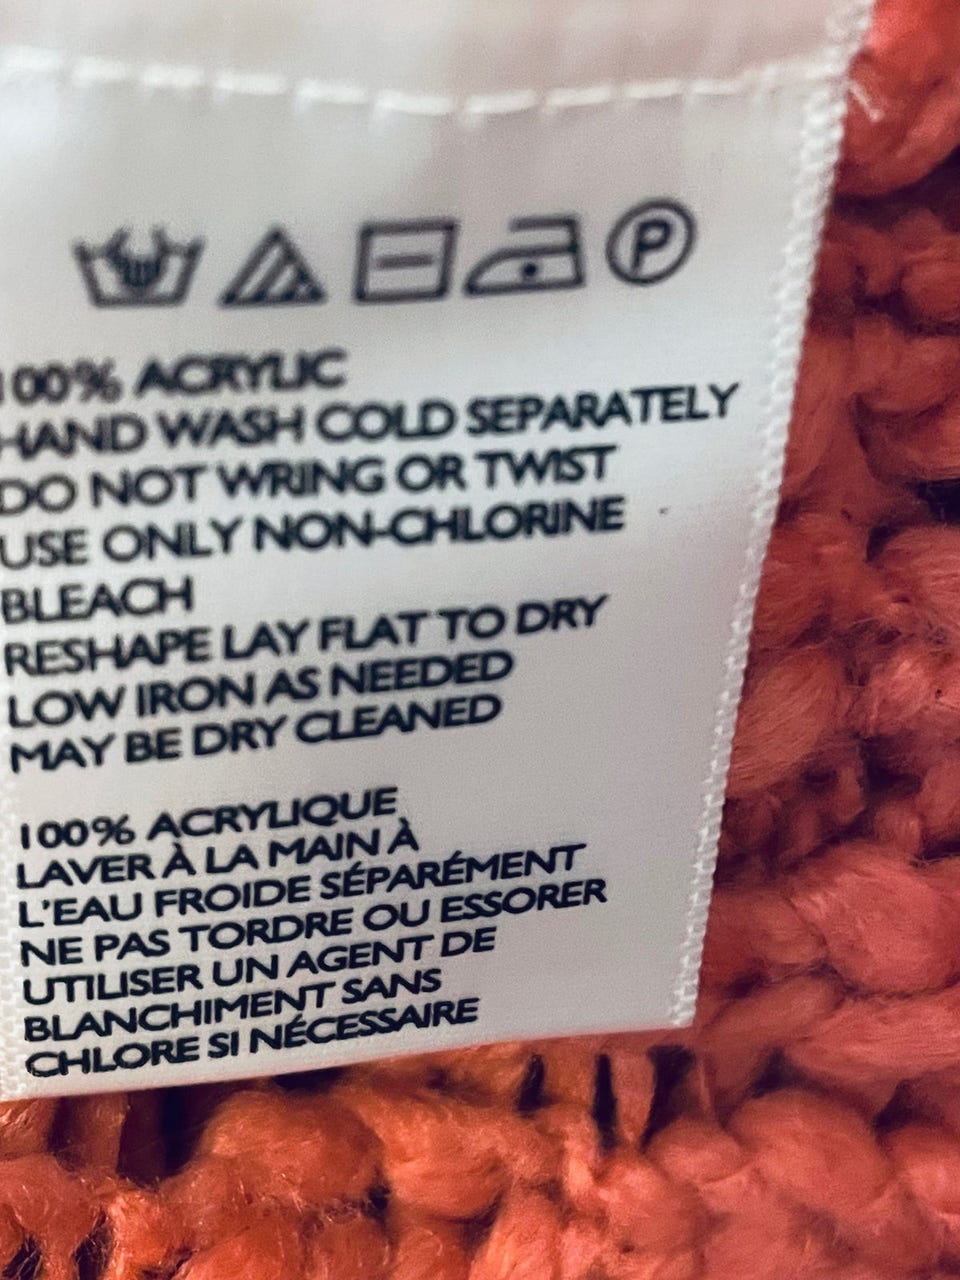 P
100% ACRYLIC
HAND WASH COLD SEPARATELY
DO NOT WRING OR TWIST
USE ONLY NON-CHLORINE
BLEACH
RESHAPE LAY FLAT TO DRY
LOW IRON AS NEEDED
MAY BE DRY CLEANED
100% ACRYLIQUE
LAVER À LA MAIN À
L'EAU FROIDE SÉPARÉMENT
NE PAS TORDRE OU ESSORER
UTILISER UN AGENT DE
BLANCHIMENT SANS
CHLORE SI NÉCESSAIRE